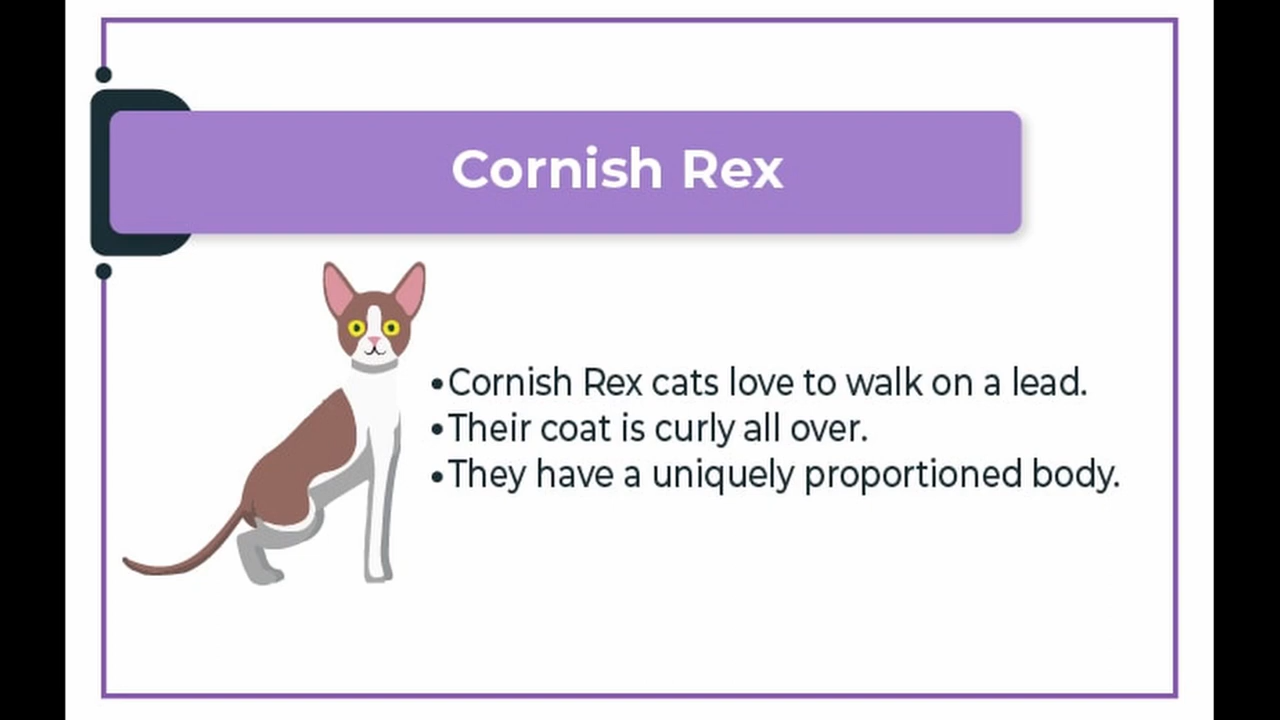 Cornish Rex
•Cornish Rex cats love to walk on a lead.
•Their coat is curly all over.
•They have a uniquely proportioned body.